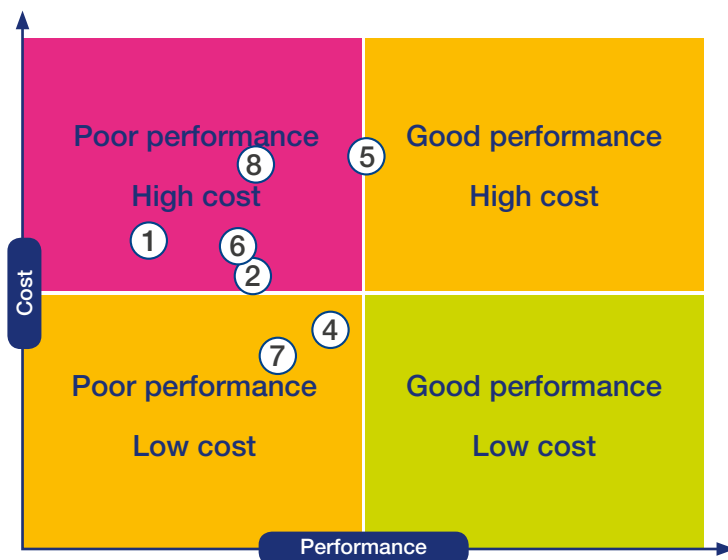 Poor performance
High cost
Good performance
High cost
8
5
1
6
2
Cost
4
7
Poor performance
Low cost
Good performance
Low cost
Performance